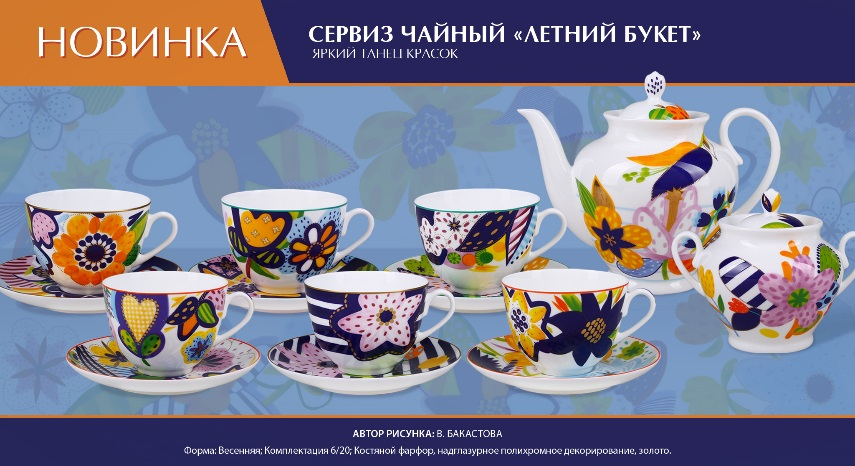 НОВИНКА
СЕРВИЗ ЧАЙНЫЙ «ЛЕТНИЙ БУКЕТ»
ЯРКИЙ ТАНЕЦ КРАСОК
АВТОР РИСУНКА: В. БАКАСТОВА
Форма: Весенняя; Комплектация 6/20; Костяной фарфор, надглазурное полихромное декорирование, золото.